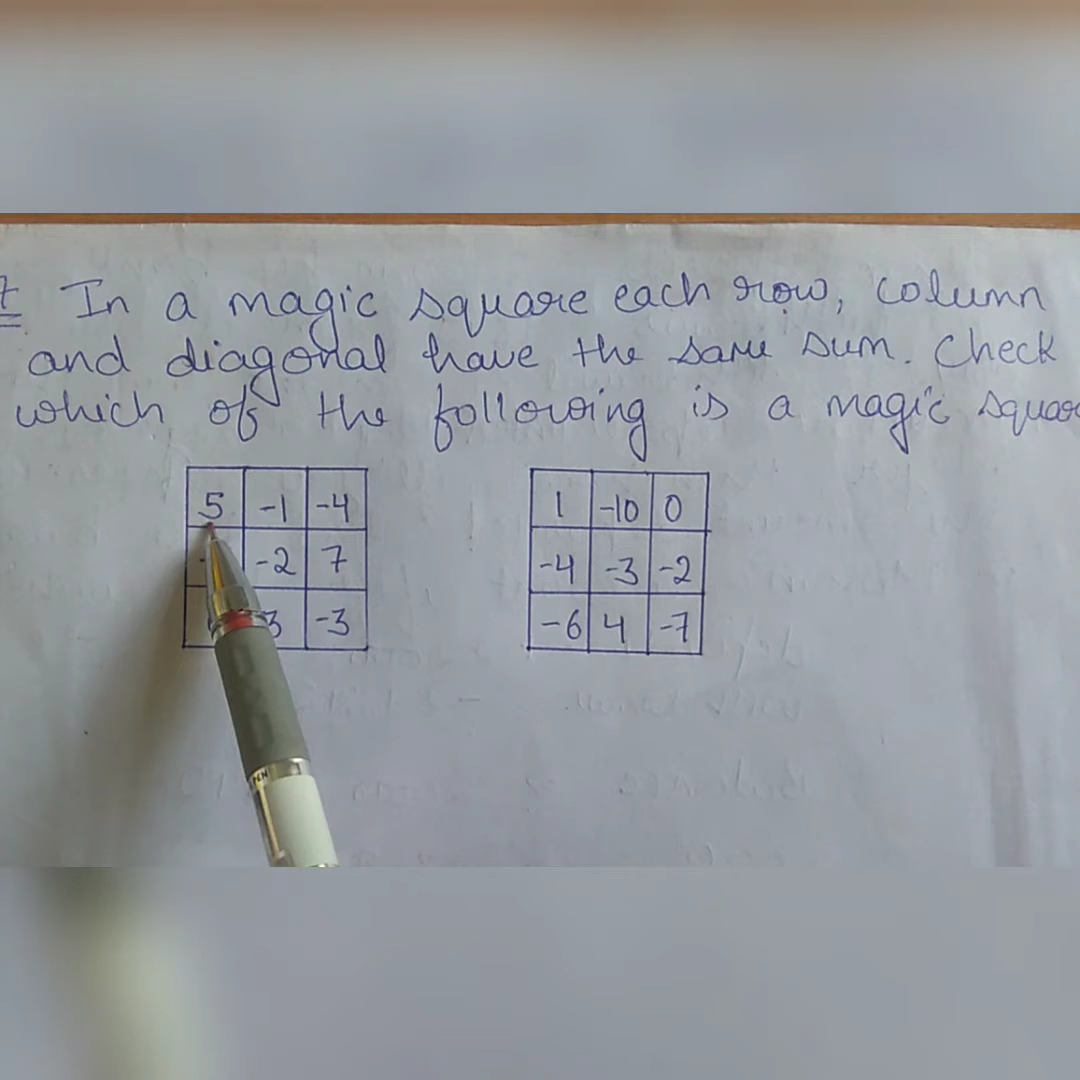 In a magic square each row, column
and diagonal have the same sum. Check
which of the following is a magic
5 -1 -4
-2 7
3 -3
1 -10 0
-4 -3 -2
-6 4 -7